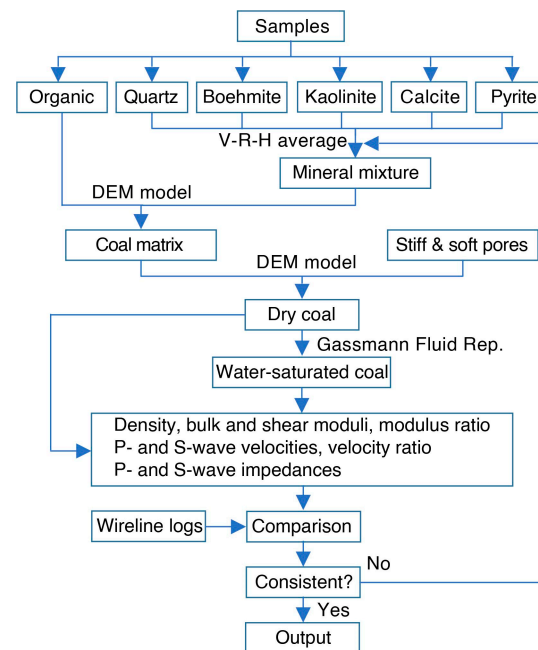 Samples
Organic
Quartz
Boehmite
Kaolinite
Calcite
Pyrite
V-R-H average
Mineral mixture
DEM model
Coal matrix
Stiff & soft pores
DEM model
Dry coal
Gassmann Fluid Rep.
Water-saturated coal
Density, bulk and shear moduli, modulus ratio
P- and S-wave velocities, velocity ratio
P- and S-wave impedances
Wireline logs
Comparison
No
Consistent?
Yes
Output